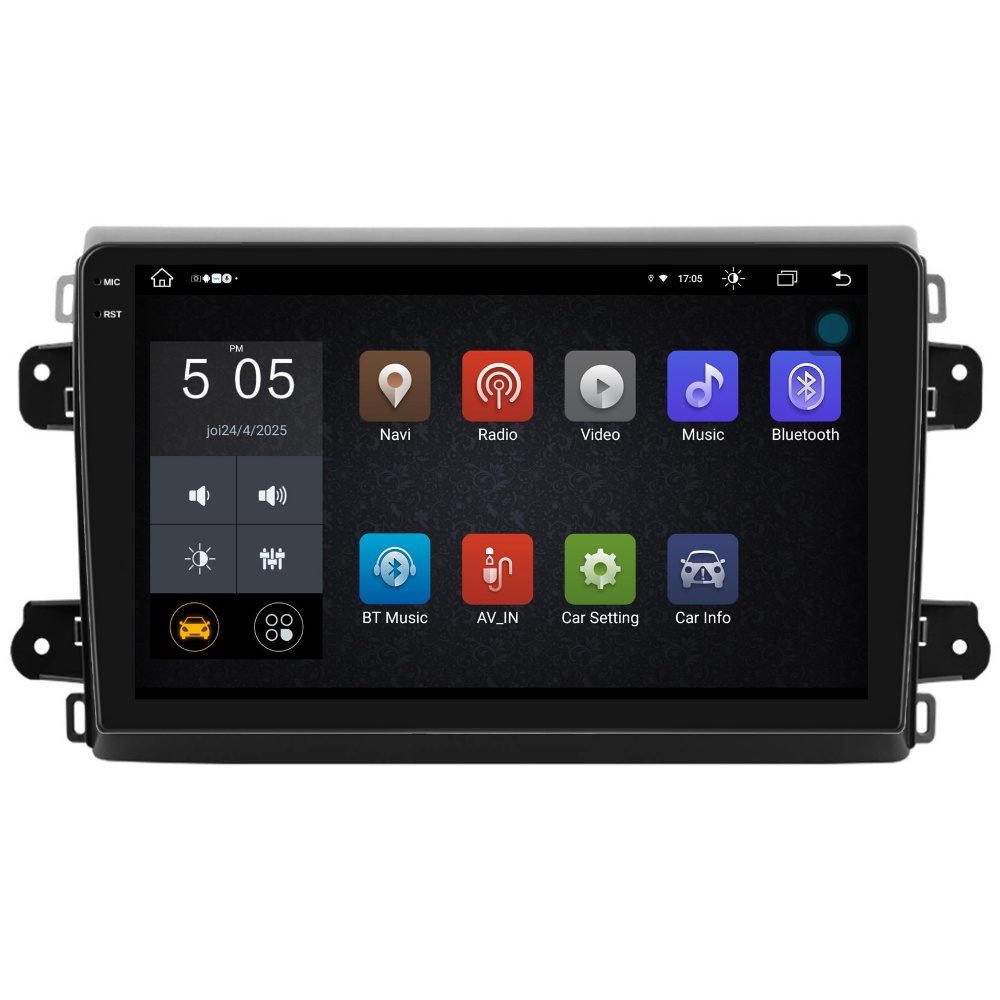 MIC
RST
17:05
PM
5 05
joi24/4/2025
Navi
Radio
Video
Music
Bluetooth
BT Music
AV_IN
Car Setting
Car Info